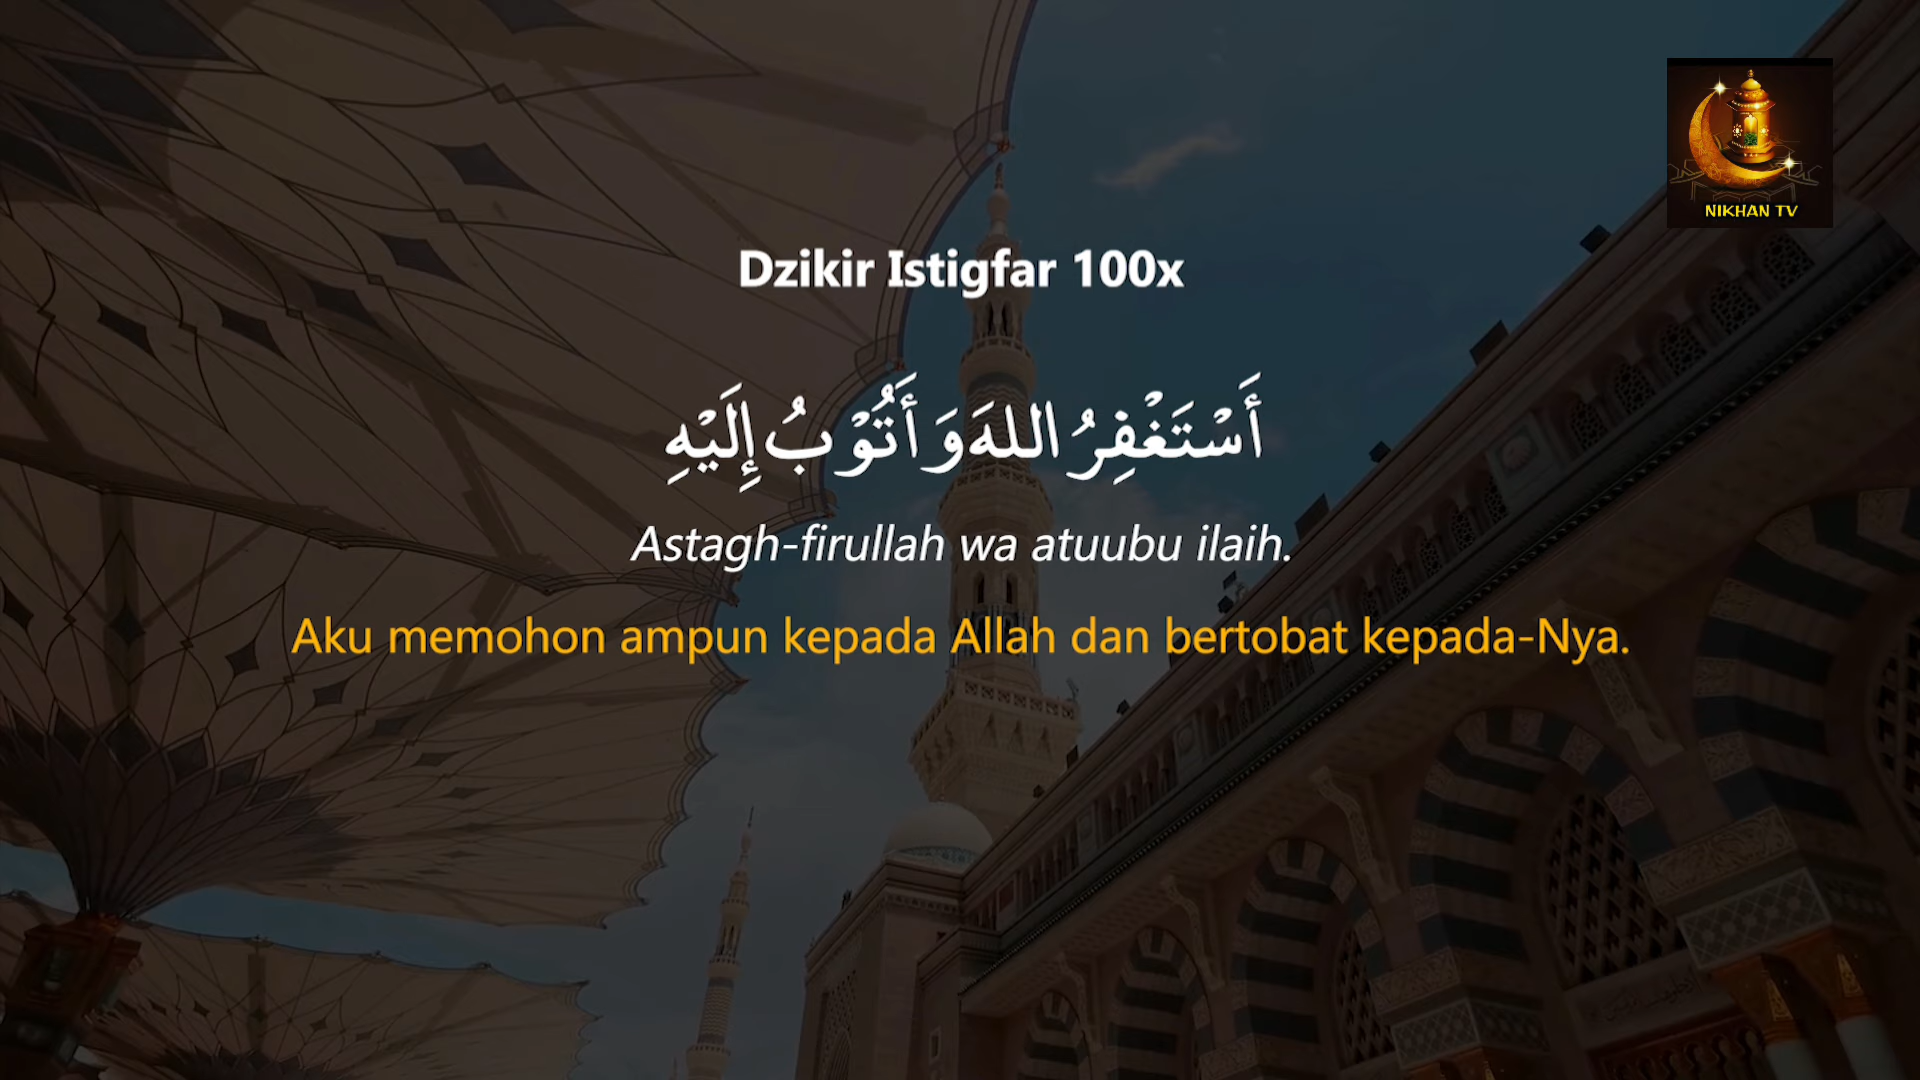 NIKHAN TV
Dzikir Istigfar 100x
أَسْتَغْفِرُ اللهَ وَ أَتُوْبُ إِلَيْهِ
Astagh-firullah wa atuubu ilaih.
Aku memohon ampun kepada Allah dan bertobat kepada-Nya.